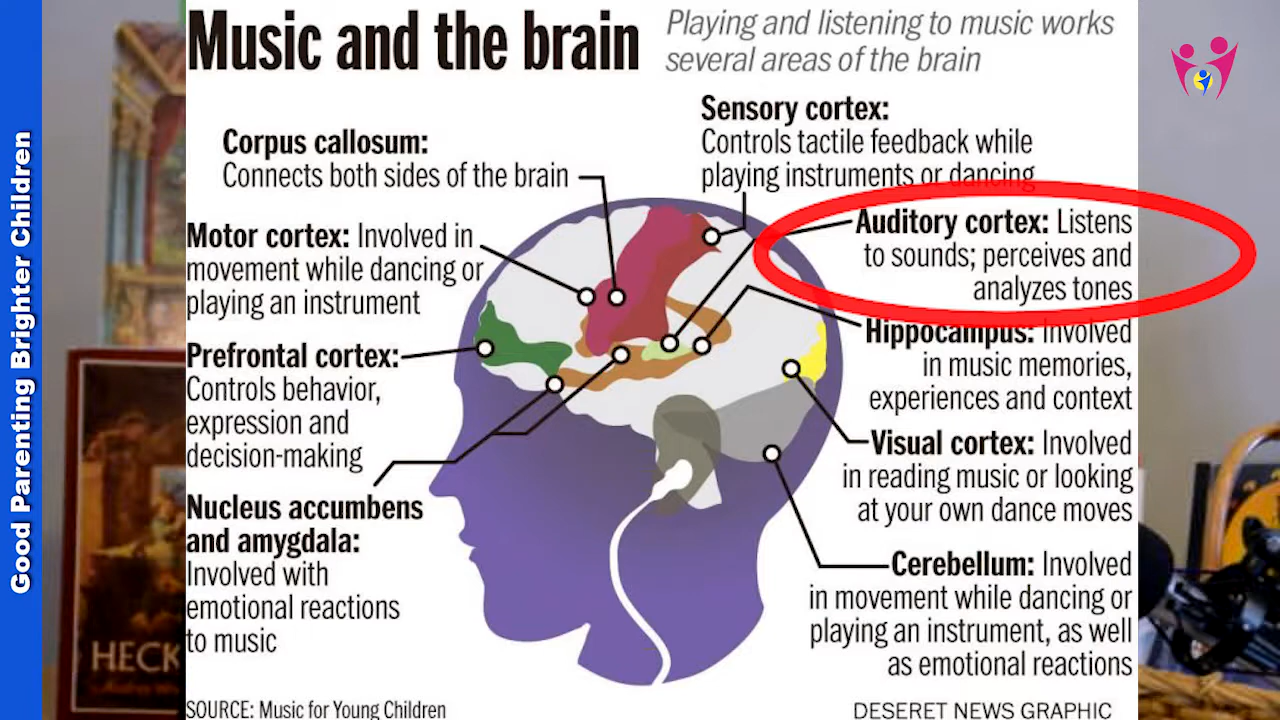 Good Parenting Brighter Children
Music and the brain
Playing and listening to music works
several areas of the brain
Corpus callosum:
Connects both sides of the brain
Sensory cortex:
Controls tactile feedback while
playing instruments or dancing
Motor cortex: Involved in
movement while dancing or
playing an instrument
Auditory cortex: Listens
to sounds; perceives and
analyzes tones
Prefrontal cortex:
Controls behavior,
expression and
decision-making
Hippocampus: Involved
in music memories,
experiences and context
Nucleus accumbens
and amygdala:
Involved with
emotional reactions
to music
Visual cortex: Involved
in reading music or looking
at your own dance moves
Cerebellum: Involved
in movement while dancing or
playing an instrument, as well
as emotional reactions
HECK
SOURCE: Music for Young Children
DESERET NEWS GRAPHIC